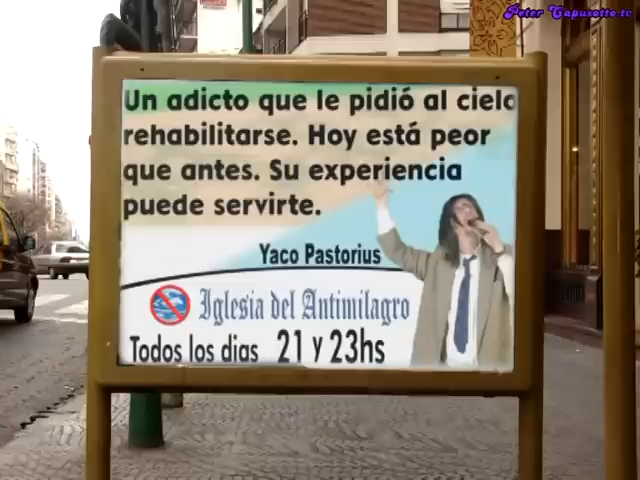 Peter Capusotto.tv
Un adicto que le pidió al cielo
rehabilitarse. Hoy está peor
que antes. Su experiencia
puede servirte.
Yaco Pastorius
Iglesia del Antimilagro
Todos los dias 21 y 23hs